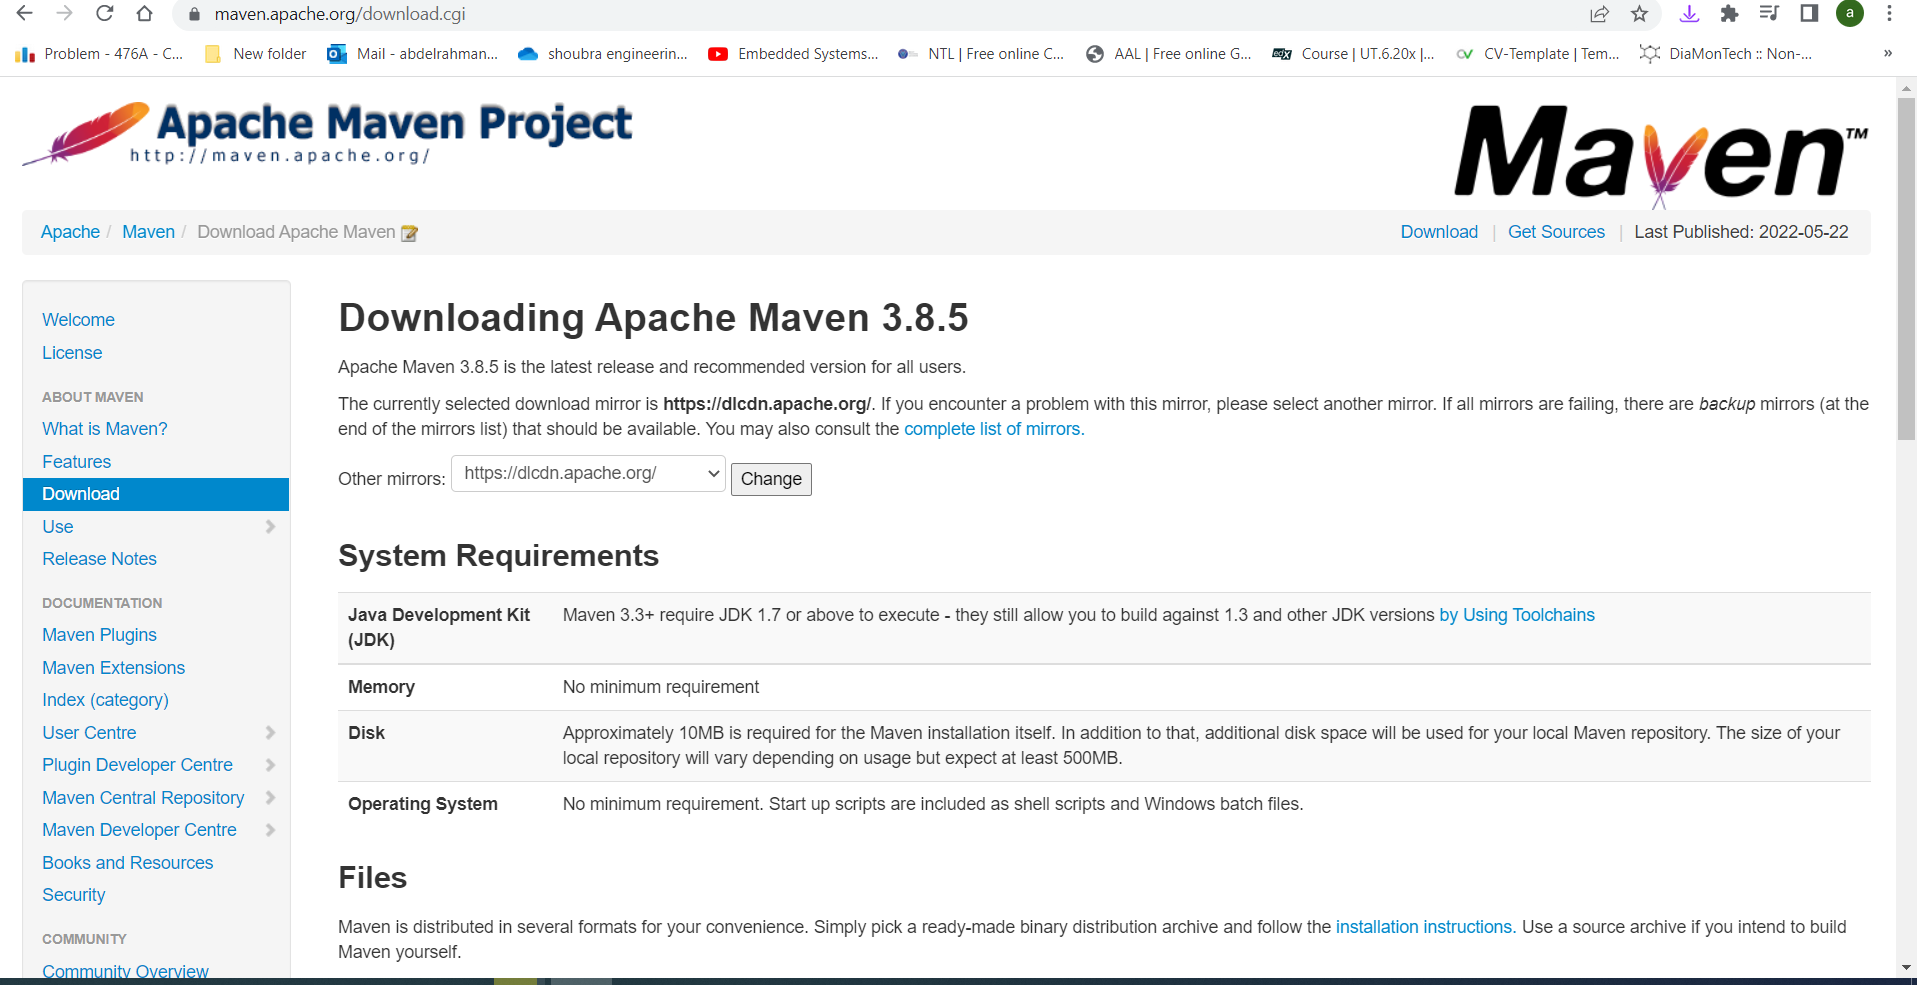 maven.apache.org/download.cgi
a
Problem - 476A - C...
New folder
Mail - abdelrahman...
shoubra engineerin...
Embedded Systems...
NTL | Free online C...
AAL | Free online G...
edX
Course | UT.6.20x |...
CV-Template | Tem...
DiaMonTech :: Non-...
»
Apache Maven Project
http://maven.apache.org/
Maven™
Apache / Maven / Download Apache Maven
Download | Get Sources | Last Published: 2022-05-22
Welcome
License
ABOUT MAVEN
What is Maven?
Features
Download
Use
Release Notes
DOCUMENTATION
Maven Plugins
Maven Extensions
Index (category)
User Centre
Plugin Developer Centre
Maven Central Repository
Maven Developer Centre
Books and Resources
Security
COMMUNITY
Community Overview
Downloading Apache Maven 3.8.5
Apache Maven 3.8.5 is the latest release and recommended version for all users.
The currently selected download mirror is https://dlcdn.apache.org/. If you encounter a problem with this mirror, please select another mirror. If all mirrors are failing, there are backup mirrors (at the
end of the mirrors list) that should be available. You may also consult the complete list of mirrors.
Other mirrors: https://dlcdn.apache.org/ Change
System Requirements
Java Development Kit
(JDK)
Maven 3.3+ require JDK 1.7 or above to execute - they still allow you to build against 1.3 and other JDK versions by Using Toolchains
Memory
No minimum requirement
Disk
Approximately 10MB is required for the Maven installation itself. In addition to that, additional disk space will be used for your local Maven repository. The size of your
local repository will vary depending on usage but expect at least 500MB.
Operating System
No minimum requirement. Start up scripts are included as shell scripts and Windows batch files.
Files
Maven is distributed in several formats for your convenience. Simply pick a ready-made binary distribution archive and follow the installation instructions. Use a source archive if you intend to build
Maven yourself.